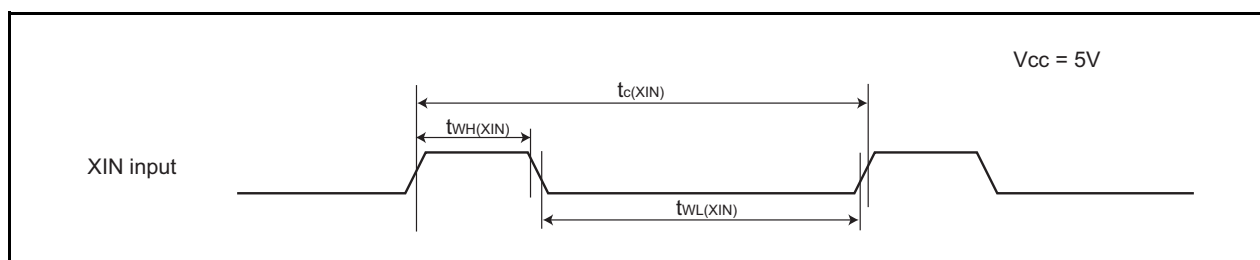 Vcc = 5V
tc(XIN)
tWH(XIN)
XIN input
tWL(XIN)